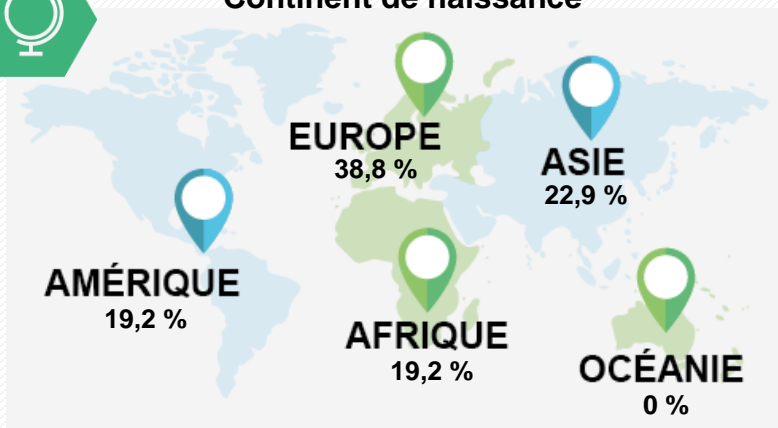 Continent de naissance
EUROPE
38,8 %
ASIE
22,9 %
AMÉRIQUE
19,2 %
AFRIQUE
19,2 %
OCÉANIE
0 %